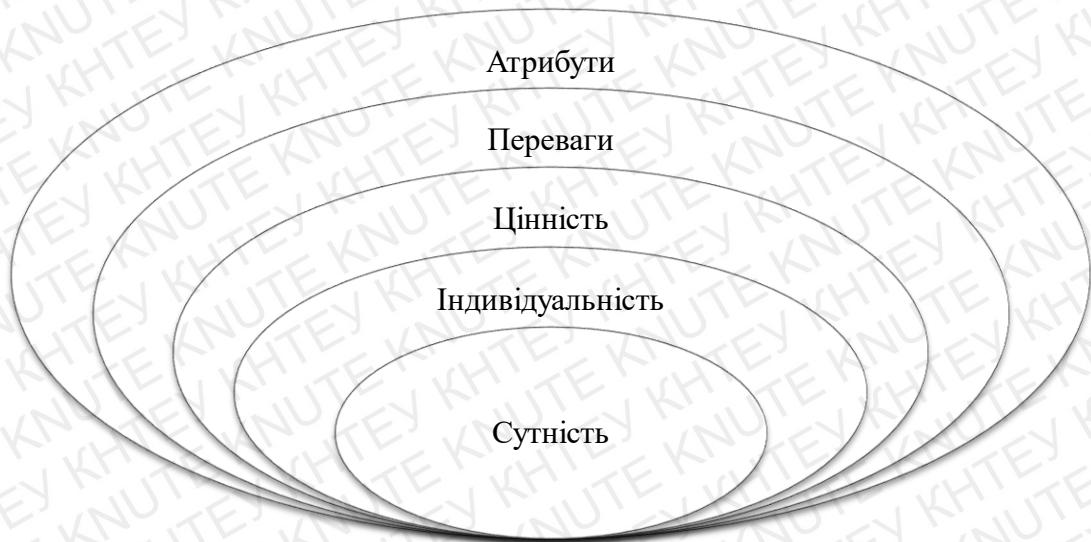 Атрибути
Переваги
Цінність
Індивідуальність
Сутність